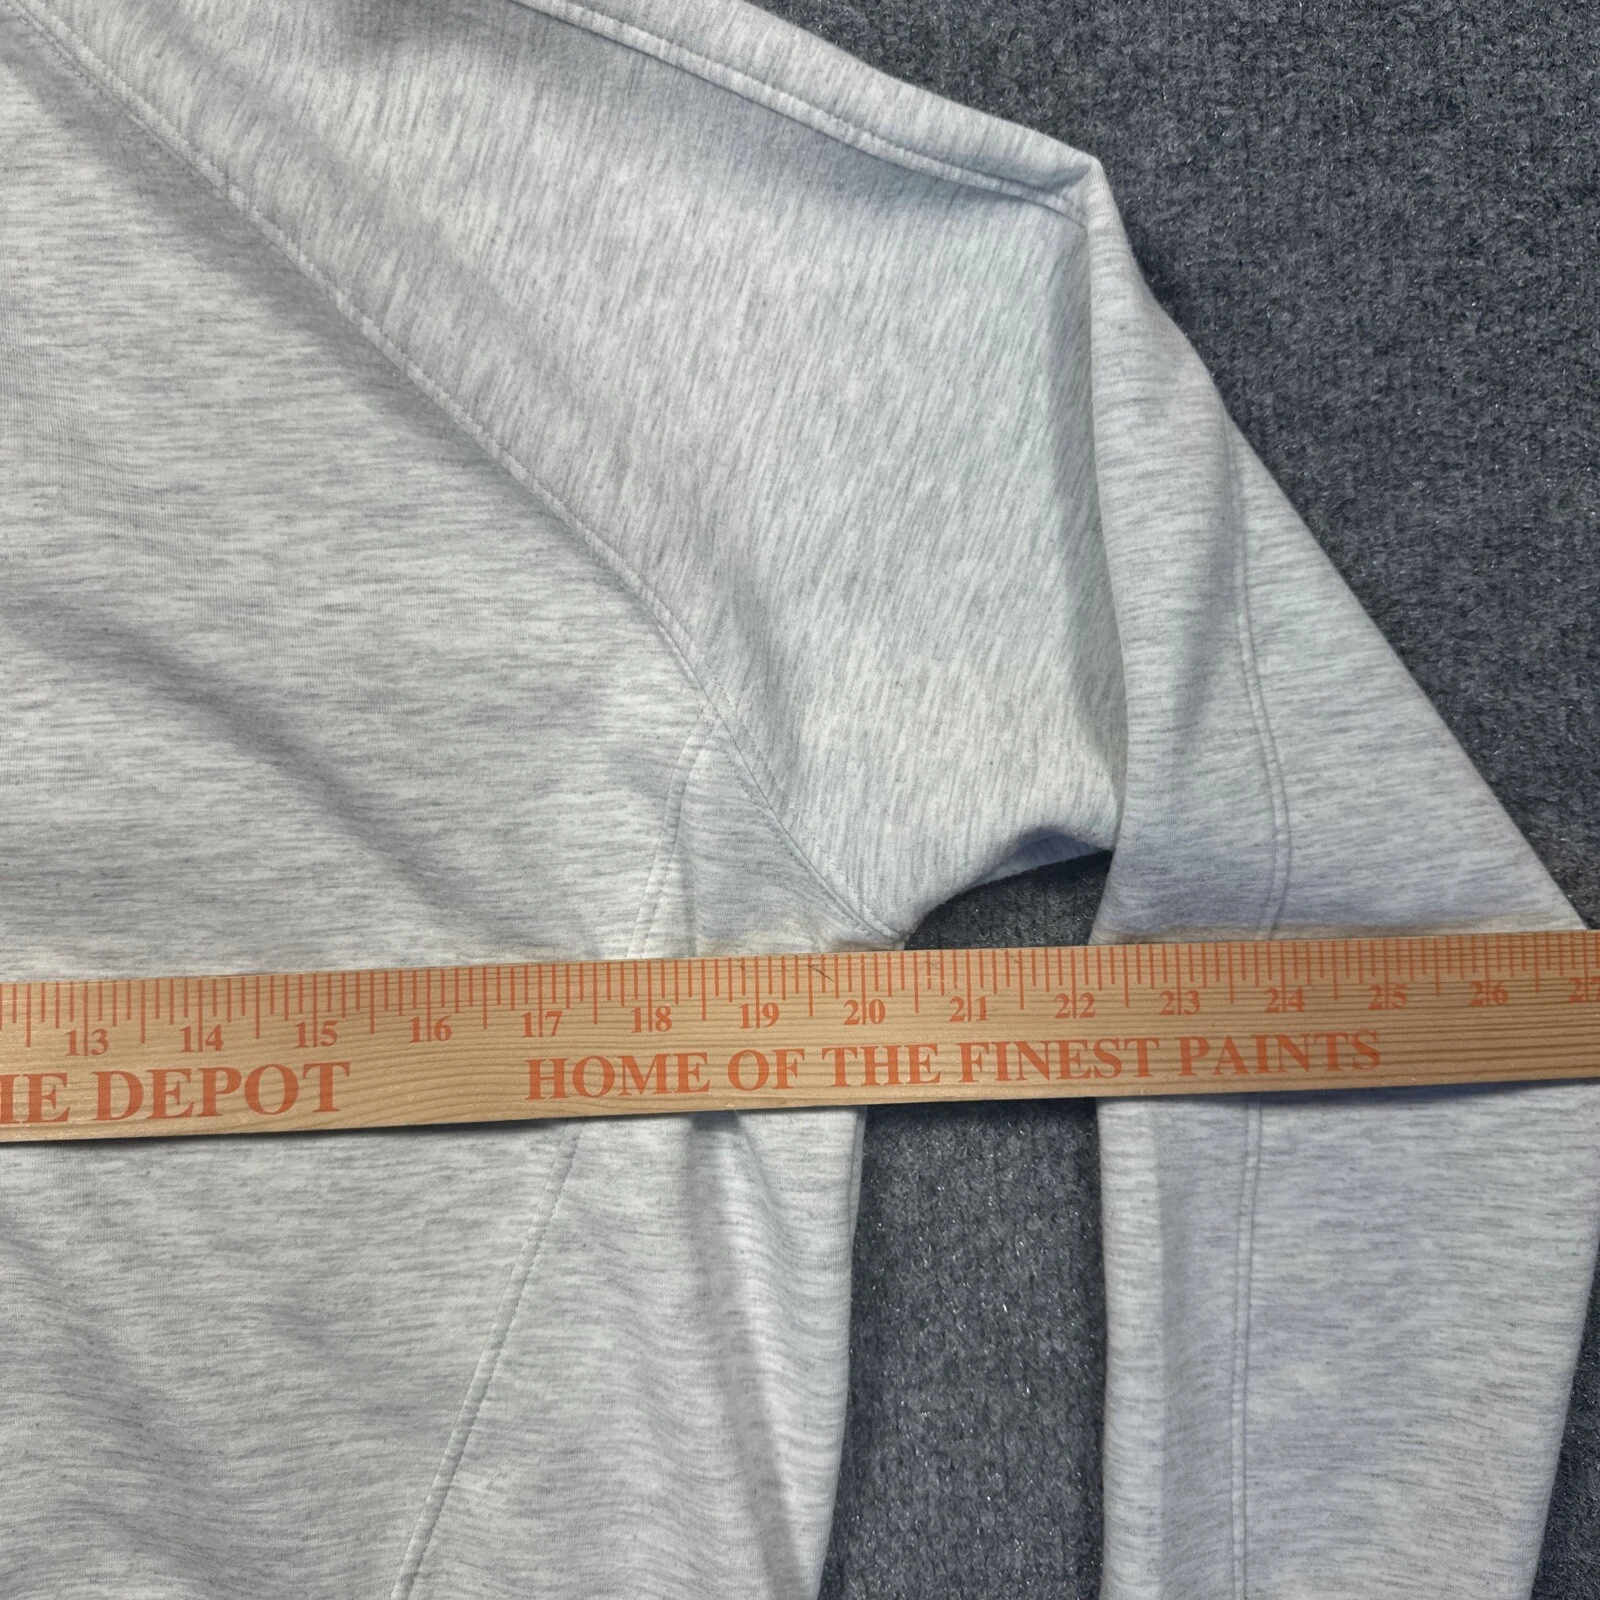 13 14 15 16 17 18 19 20 21 22 23 24 25 26
DEPOT HOME OF THE FINEST PAINTS